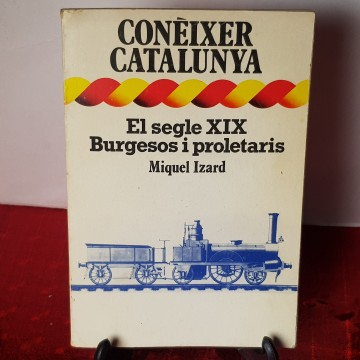 CONÈIXER
CATALUNYA
El segle XIX
Burgesos i proletaris
Miquel Izard